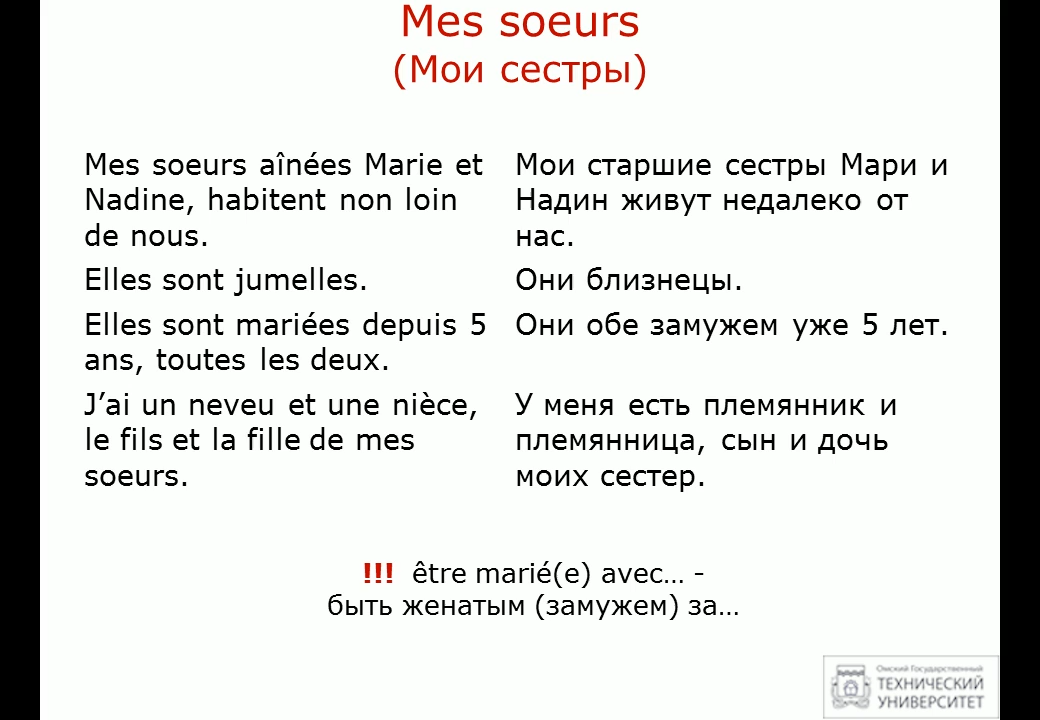 Mes soeurs
(Мои сестры)
Mes soeurs aînées Marie et
Nadine, habitent non loin
de nous.
Мои старшие сестры Мари и
Надин живут недалеко от
нас.
Elles sont jumelles.
Они близнецы.
Elles sont mariées depuis 5
ans, toutes les deux.
Они обе замужем уже 5 лет.
J’ai un neveu et une nièce,
le fils et la fille de mes
soeurs.
У меня есть племянник и
племянница, сын и дочь
моих сестер.
!!! être marié(e) avec… -
быть женатым (замужем) за…
Омский Государственный
ТЕХНИЧЕСКИЙ
УНИВЕРСИТЕТ